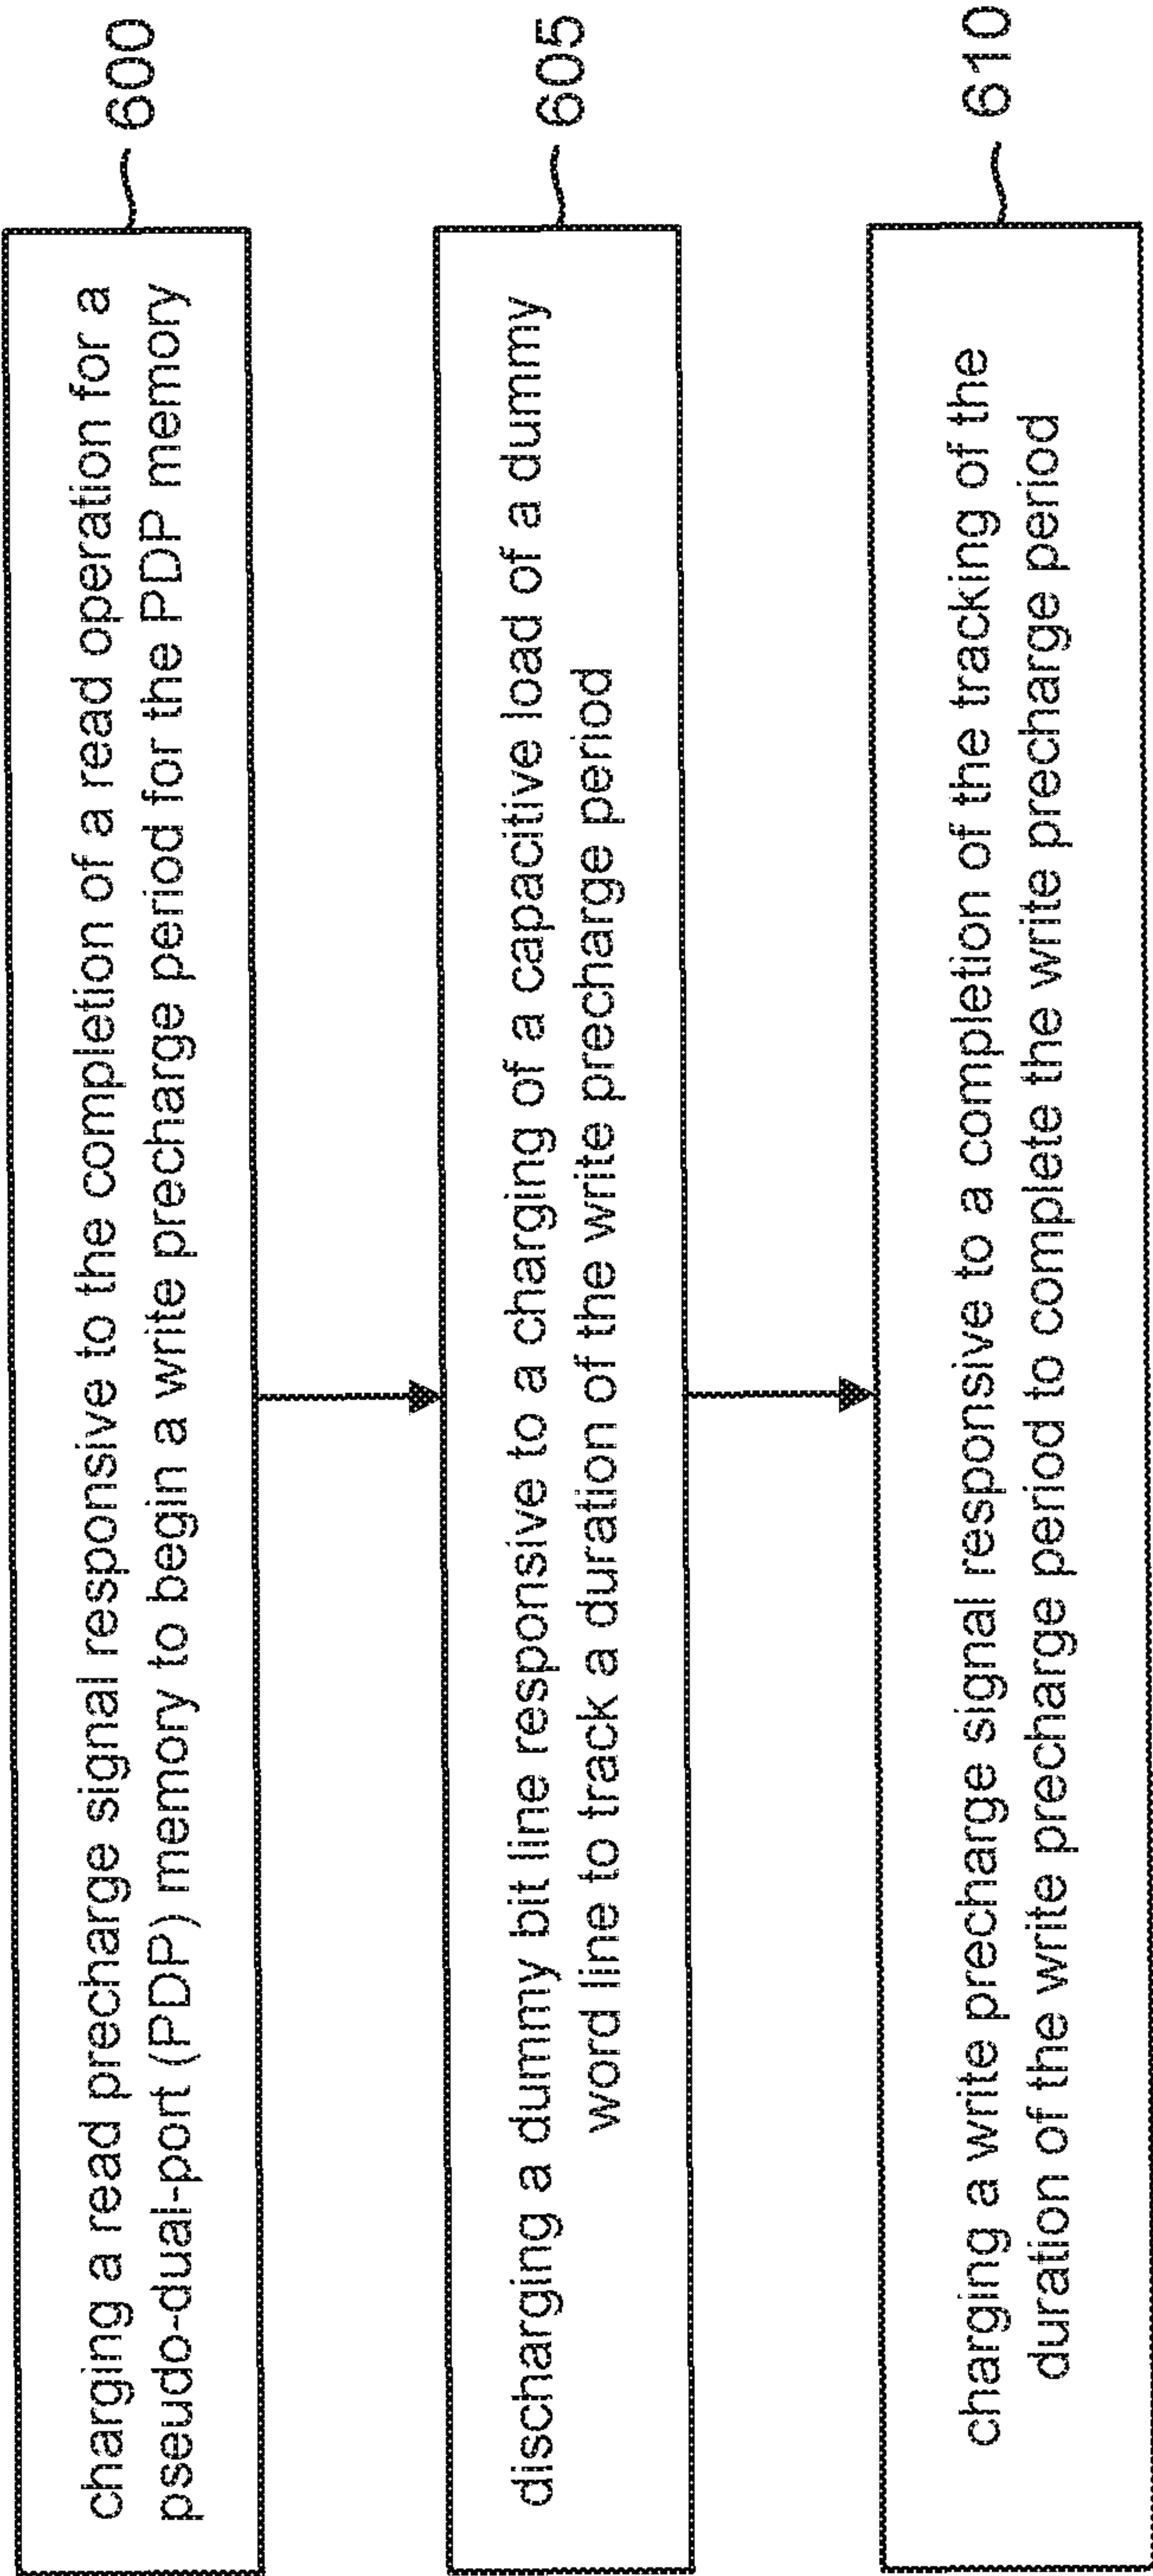 charging a read precharge signal responsive to the completion of a read operation for a
pseudo-dual-port (PDP) memory to begin a write precharge period for the PDP memory
600
discharging a dummy bit line responsive to a charging of a capacitive load of a dummy
word line to track a duration of the write precharge period
605
charging a write precharge signal responsive to a completion of the tracking of the
duration of the write precharge period to complete the write precharge period
610